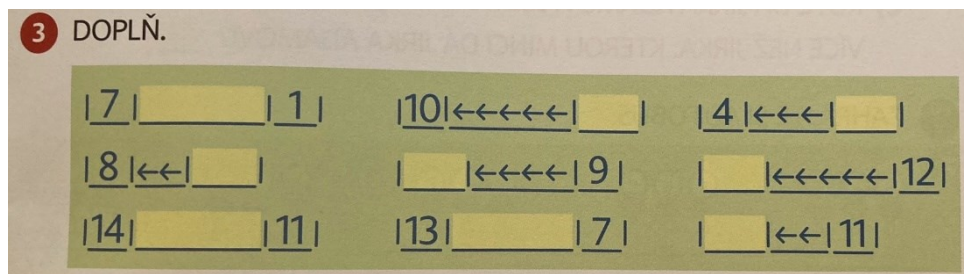 3 DOPLŇ.
|7| |1| |10|←←←←←| | |4|←←←| |
|8|←←| | | |←←←←|9| | |←←←←←|12|
|14| |11| |13| |7| | |←←|11|